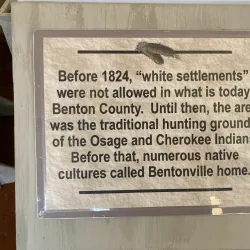 Before 1824, “white settlements”
were not allowed in what is today
Benton County. Until then, the are
was the traditional hunting ground
of the Osage and Cherokee Indian
Before that, numerous native
cultures called Bentonville home.